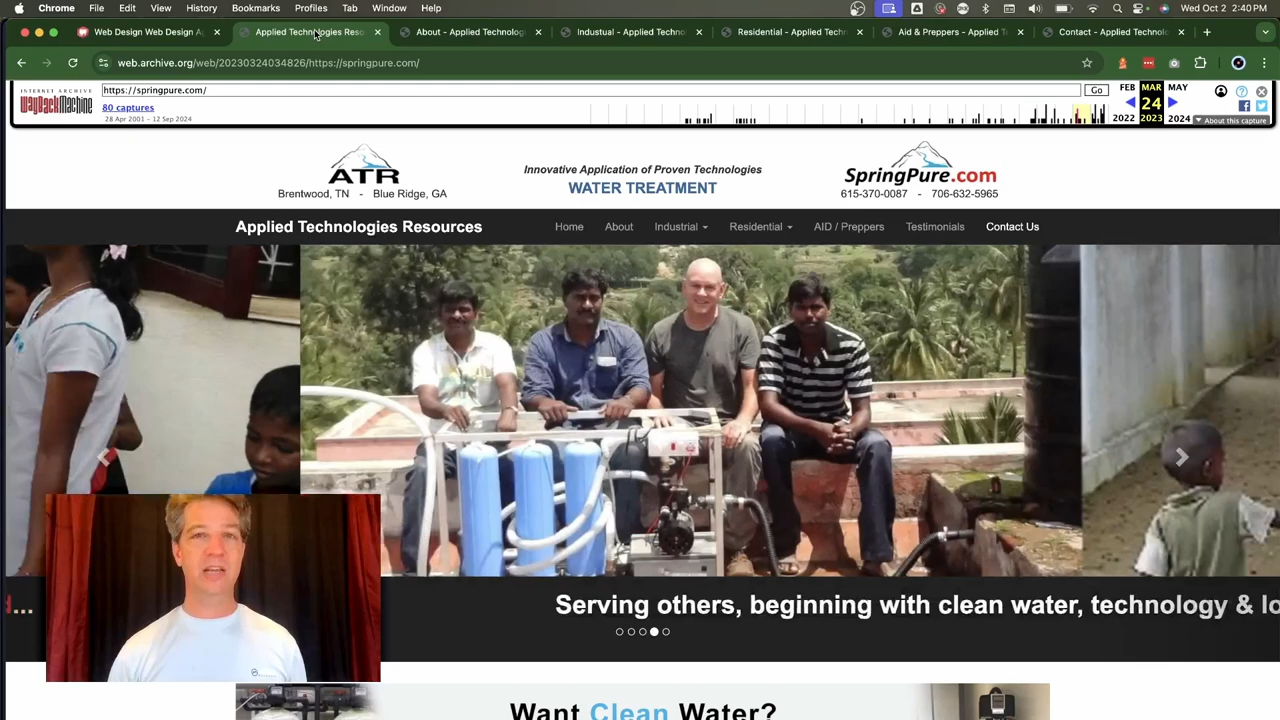 Chrome File Edit View History Bookmarks Profiles Tab Window Help Wed Oct 2 2:40 PM
Web Design Web Design A Applied Technologies Reso About - Applied Technolog Industual - Applied Technolo Residential - Applied Techn Aid & Preppers - Applied T Contact - Applied Technolo
web.archive.org/web/20230324034826/https://springpure.com/
INTERNET ARCHIVE
WayBackMachine
https://springpure.com/ Go
80 captures
28 Apr 2001 – 12 Sep 2024
FEB MAR MAY
24
2022 2023 2024
About this capture
ATR
Brentwood, TN - Blue Ridge, GA
Innovative Application of Proven Technologies
WATER TREATMENT
SpringPure.com
615-370-0087 - 706-632-5965
Applied Technologies Resources Home About Industrial Residential AID / Preppers Testimonials Contact Us
Serving others, beginning with clean water, technology & lo
Want Clean Water?